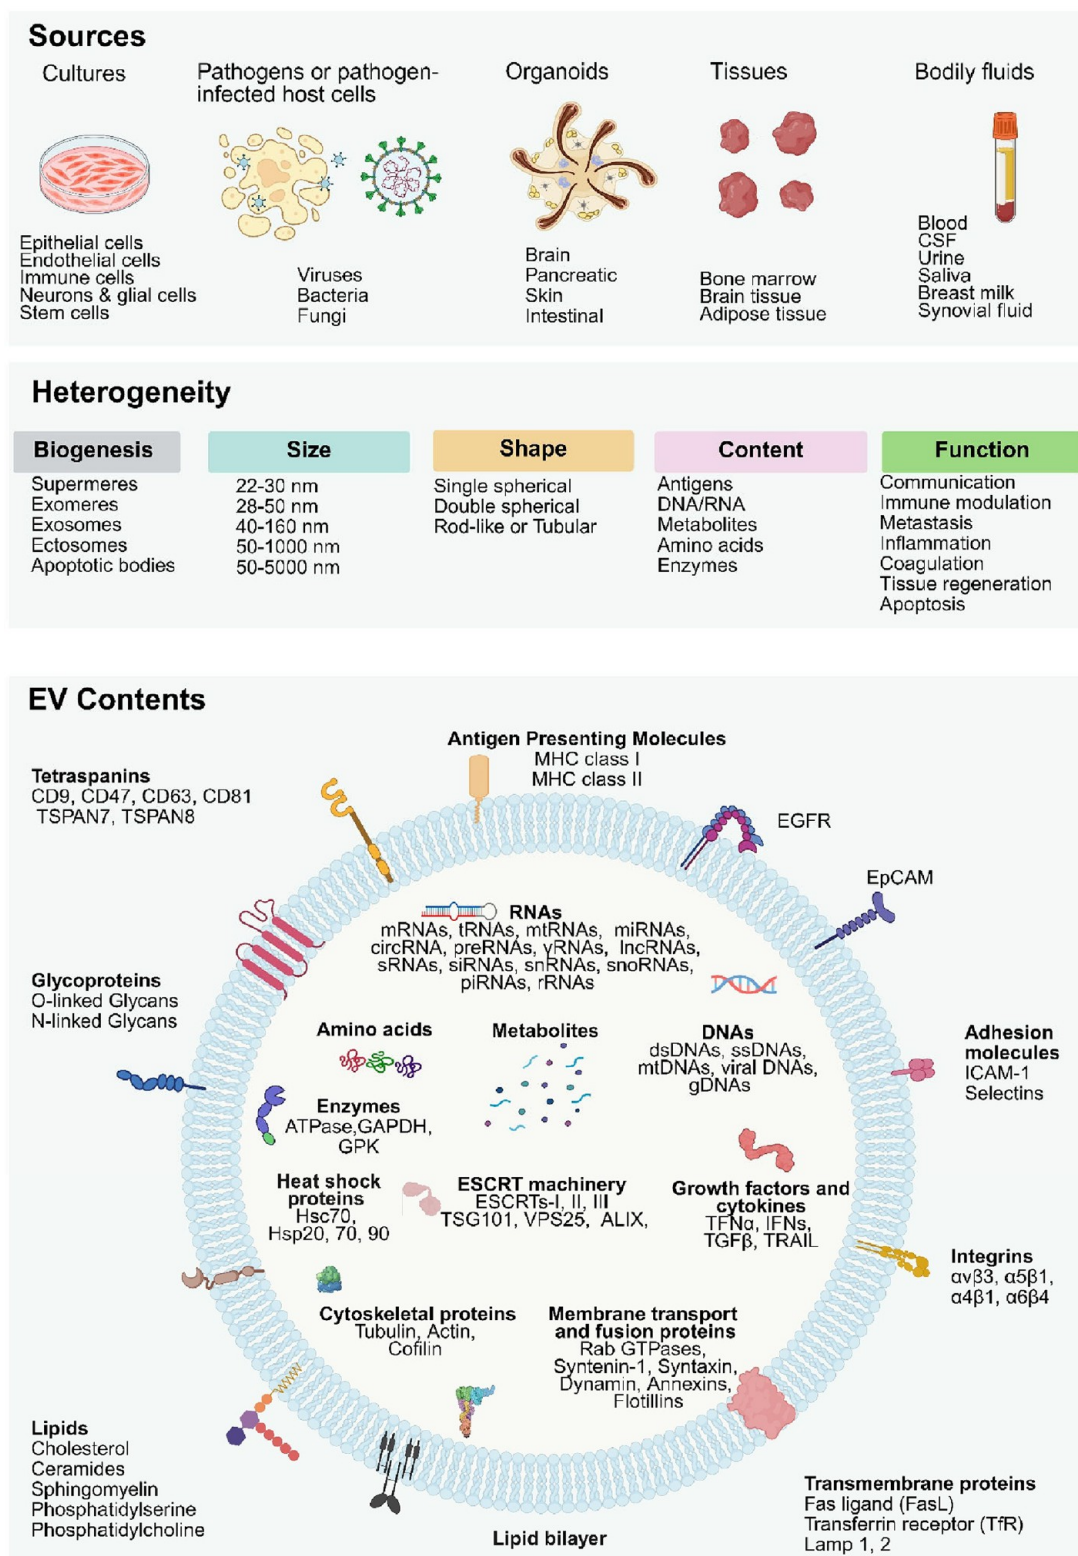 Sources
Cultures
Epithelial cells
Endothelial cells
Immune cells
Neurons & glial cells
Stem cells
Pathogens or pathogen-
infected host cells
Viruses
Bacteria
Fungi
Organoids
Brain
Pancreatic
Skin
Intestinal
Tissues
Bone marrow
Brain tissue
Adipose tissue
Bodily fluids
Blood
CSF
Urine
Saliva
Breast milk
Synovial fluid
Heterogeneity
Biogenesis
Supermeres
Exomeres
Exosomes
Ectosomes
Apoptotic bodies
Size
22-30 nm
28-50 nm
40-160 nm
50-1000 nm
50-5000 nm
Shape
Single spherical
Double spherical
Rod-like or Tubular
Content
Antigens
DNA/RNA
Metabolites
Amino acids
Enzymes
Function
Communication
Immune modulation
Metastasis
Inflammation
Coagulation
Tissue regeneration
Apoptosis
EV Contents
Antigen Presenting Molecules
MHC class I
MHC class II
Tetraspanins
CD9, CD47, CD63, CD81
TSPAN7, TSPAN8
EGFR
EpCAM
RNAs
mRNAs, tRNAs, mtRNAs, miRNAs,
circRNA, preRNAs, yRNAs, lncRNAs,
sRNAs, siRNAs, snRNAs, snoRNAs,
piRNAs, rRNAs
Glycoproteins
O-linked Glycans
N-linked Glycans
Amino acids
Metabolites
DNAs
dsDNAs, ssDNAs,
mtDNAs, viral DNAs,
gDNAs
Adhesion
molecules
ICAM-1
Selectins
Enzymes
ATPase,GAPDH,
GPK
Heat shock
proteins
Hsc70,
Hsp20, 70, 90
ESCRT machinery
ESCRTs-I, II, III
TSG101, VPS25, ALIX,
Growth factors and
cytokines
TFNα, IFNs,
TGFβ, TRAIL
Integrins
αvβ3, α5β1,
α4β1, α6β4
Cytoskeletal proteins
Tubulin, Actin,
Cofilin
Membrane transport
and fusion proteins
Rab GTPases,
Syntenin-1, Syntaxin,
Dynamin, Annexins,
Flotillins
Lipids
Cholesterol
Ceramides
Sphingomyelin
Phosphatidylserine
Phosphatidylcholine
Lipid bilayer
Transmembrane proteins
Fas ligand (FasL)
Transferrin receptor (TfR)
Lamp 1, 2